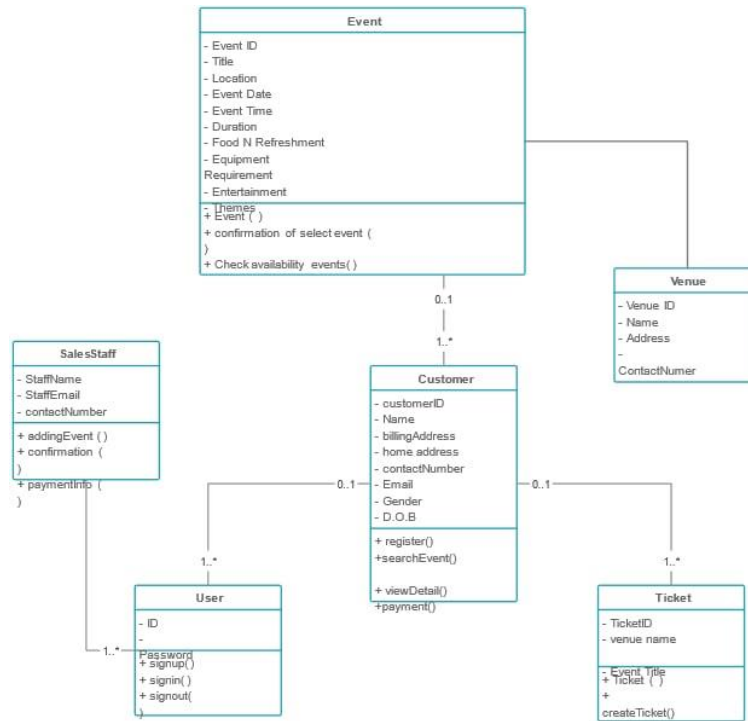 Event
- Event ID
- Title
- Location
- Event Date
- Event Time
- Duration
- Food N Refreshment
- Equipment
Requirement
- Entertainment
- Themes
+ Event ( )
+ confirmation of select event (
)
+ Check availability events( )
Venue
- Venue ID
- Name
- Address
-
ContactNumer
0..1
1..*
SalesStaff
- StaffName
- StaffEmail
- contactNumber
+ addingEvent ( )
+ confirmation (
)
+ paymentInfo (
)
Customer
- customerID
- Name
- billingAddress
- home address
- contactNumber
- Email
- Gender
- D.O.B
+ register()
+searchEvent()
+ viewDetail()
+payment()
0..1
0..1
1..*
1..*
1..*
User
- ID
-
Password
+ signup( )
+ signin( )
+ signout(
)
Ticket
- TicketID
- venue name
- Event Title
+ Ticket ( )
+
createTicket()